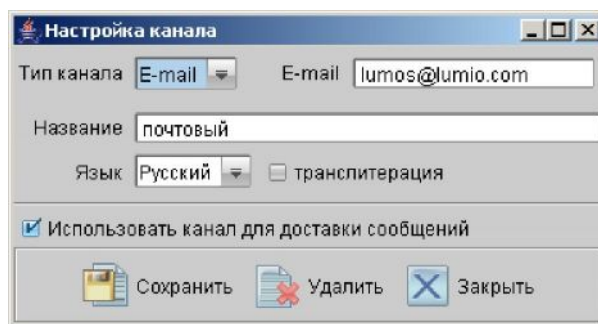 Настройка канала
Тип канала E-mail E-mail lumos@lumio.com
Название почтовый
Язык Русский транслитерация
Использовать канал для доставки сообщений
Сохранить Удалить Закрыть